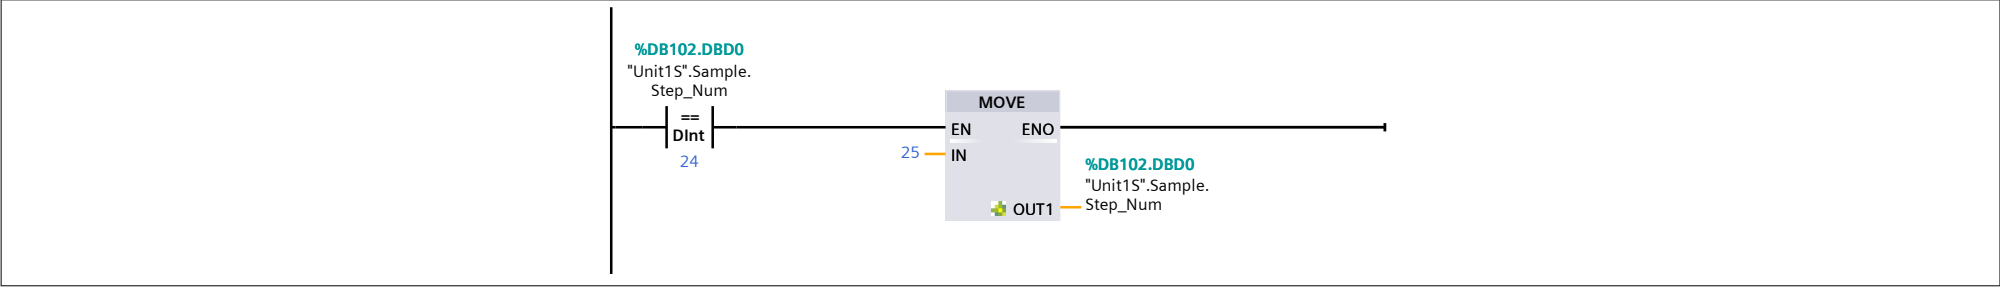 %DB102.DBD0
"Unit1S".Sample.
Step_Num
==
DInt
24
MOVE
EN ENO
25 IN
%DB102.DBD0
"Unit1S".Sample.
OUT1 Step_Num